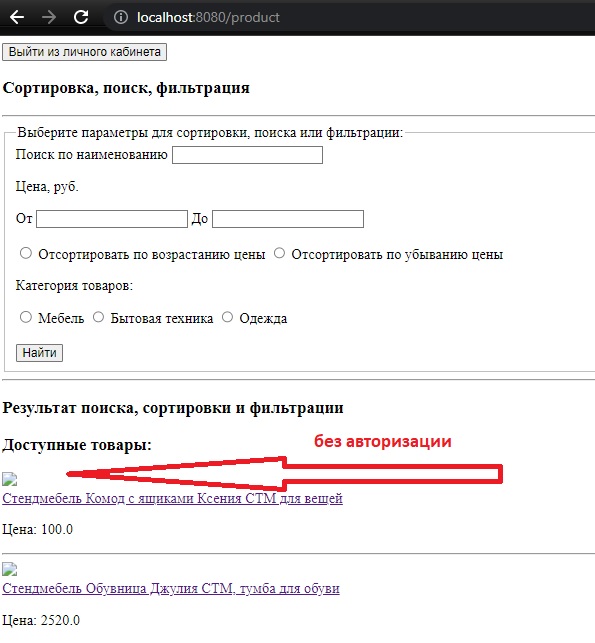 localhost:8080/product
Выйти из личного кабинета
Сортировка, поиск, фильтрация
Выберите параметры для сортировки, поиска или фильтрации:
Поиск по наименованию
Цена, руб.
От До
Отсортировать по возрастанию цены Отсортировать по убыванию цены
Категория товаров:
Мебель Бытовая техника Одежда
Найти
Результат поиска, сортировки и фильтрации
Доступные товары:
без авторизации
Стендмебель Комод с ящиками Ксения СТМ для вещей
Цена: 100.0
Стендмебель Обувница Джулия СТМ, тумба для обуви
Цена: 2520.0